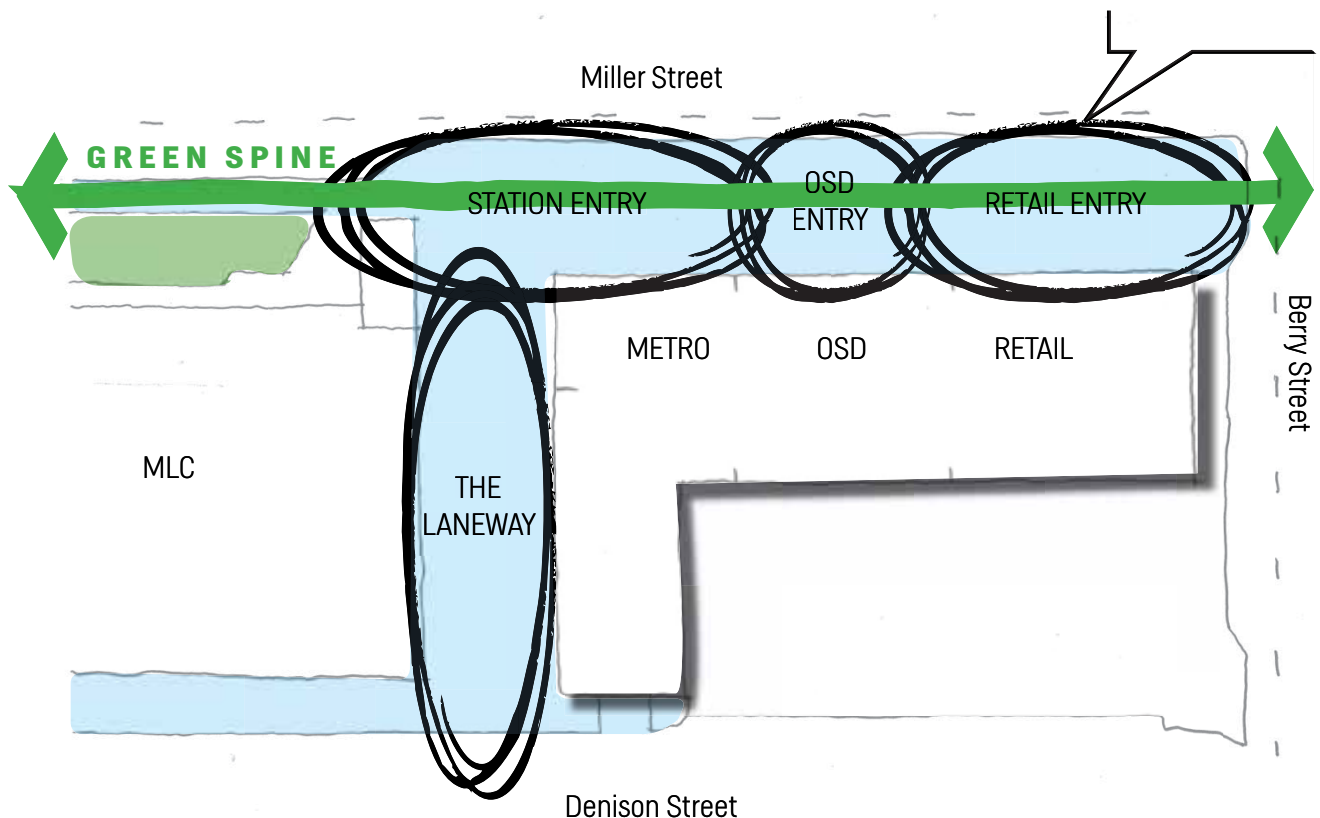 Miller Street
GREEN SPINE
STATION ENTRY
OSD
ENTRY
RETAIL ENTRY
METRO
OSD
RETAIL
Berry Street
MLC
THE
LANEWAY
Denison Street